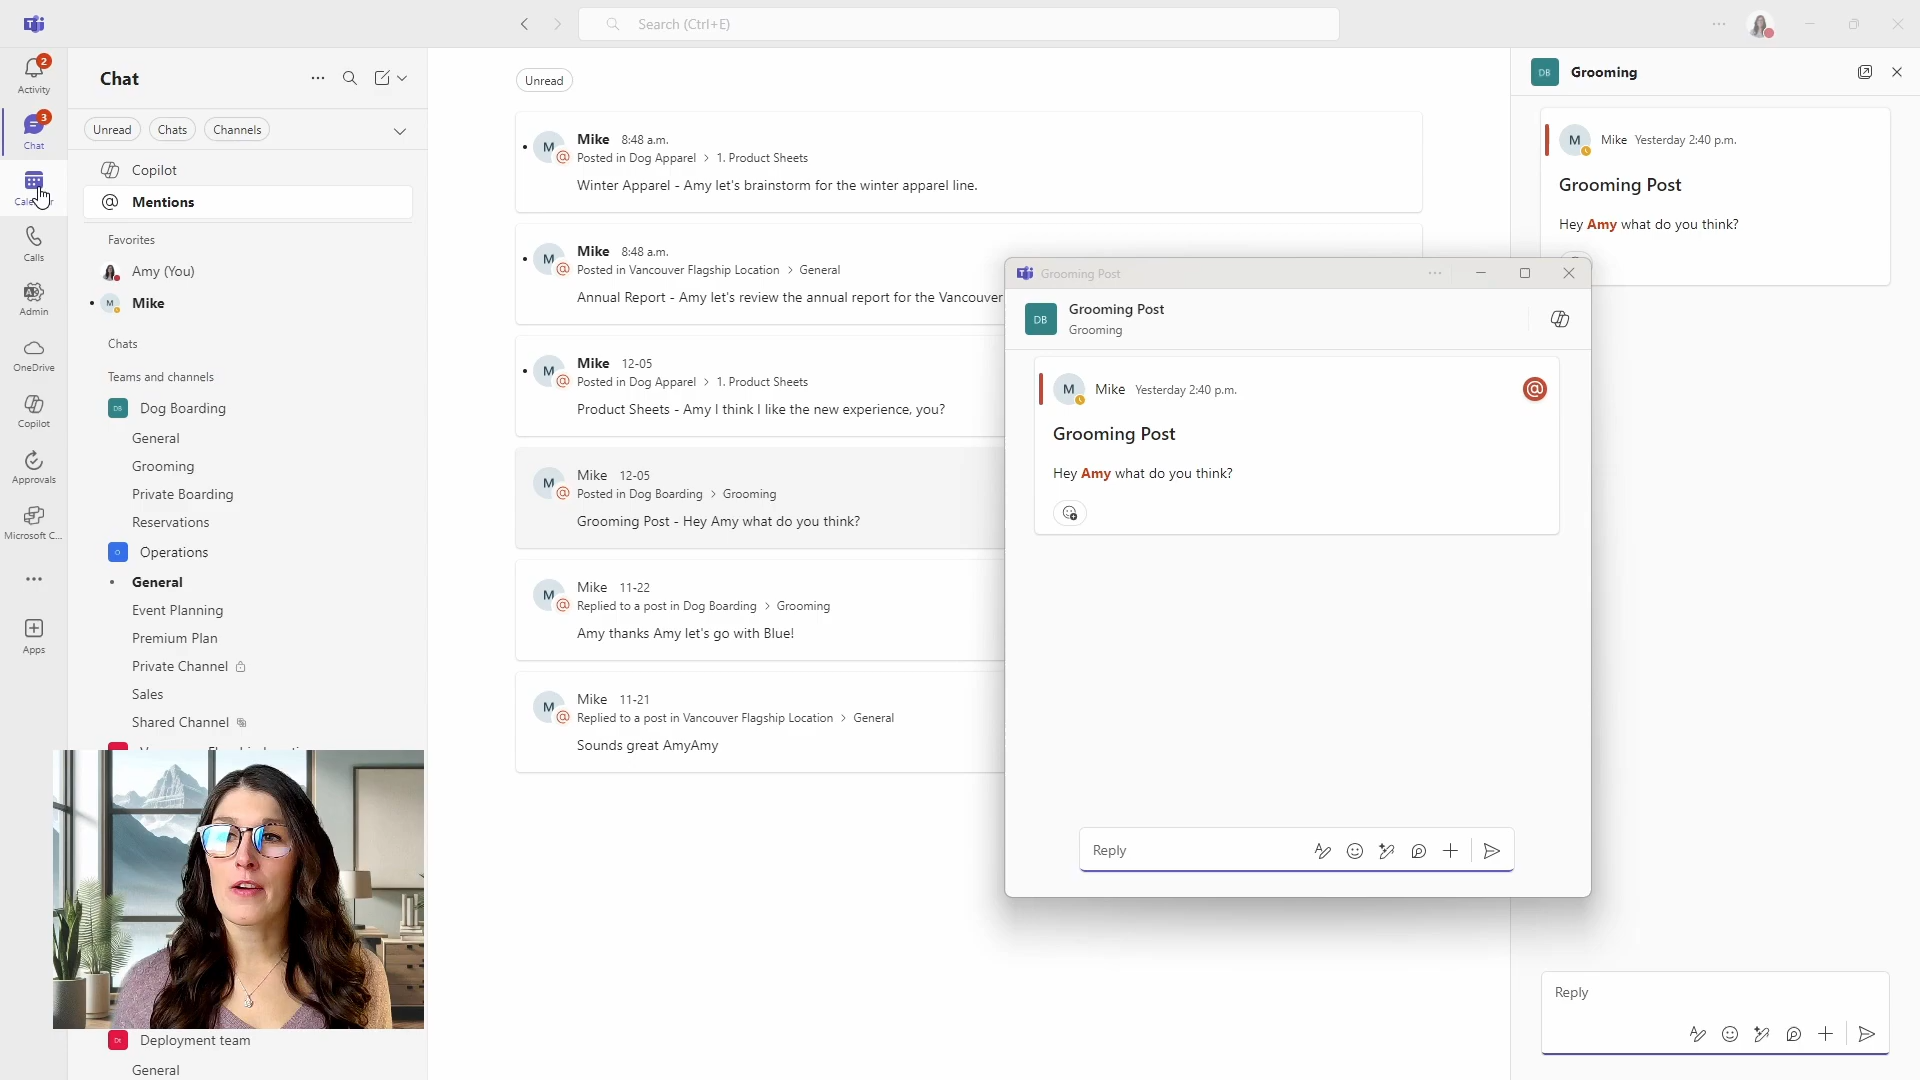 Search (Ctrl+E)
2
Activity
3
Chat
Calls
Admin
OneDrive
Copilot
Approvals
Microsoft C...
Apps
Chat
Unread
Chats
Channels
Copilot
Mentions
Favorites
Amy (You)
M
Mike
Chats
Teams and channels
DB
Dog Boarding
General
Grooming
Private Boarding
Reservations
O
Operations
General
Event Planning
Premium Plan
Private Channel
Sales
Shared Channel
Deployment team
General
Unread
M
Mike 8:48 a.m.
Posted in Dog Apparel > 1. Product Sheets
Winter Apparel - Amy let's brainstorm for the winter apparel line.
M
Mike 8:48 a.m.
Posted in Vancouver Flagship Location > General
Annual Report - Amy let's review the annual report for the Vancouver
M
Mike 12-05
Posted in Dog Apparel > 1. Product Sheets
Product Sheets - Amy I think I like the new experience, you?
M
Mike 12-05
Posted in Dog Boarding > Grooming
Grooming Post - Hey Amy what do you think?
M
Mike 11-22
Replied to a post in Dog Boarding > Grooming
Amy thanks Amy let's go with Blue!
M
Mike 11-21
Replied to a post in Vancouver Flagship Location > General
Sounds great AmyAmy
Grooming Post
DB
Grooming Post
Grooming
M
Mike Yesterday 2:40 p.m.
Grooming Post
Hey Amy what do you think?
Reply
DB
Grooming
M
Mike Yesterday 2:40 p.m.
Grooming Post
Hey Amy what do you think?
Reply